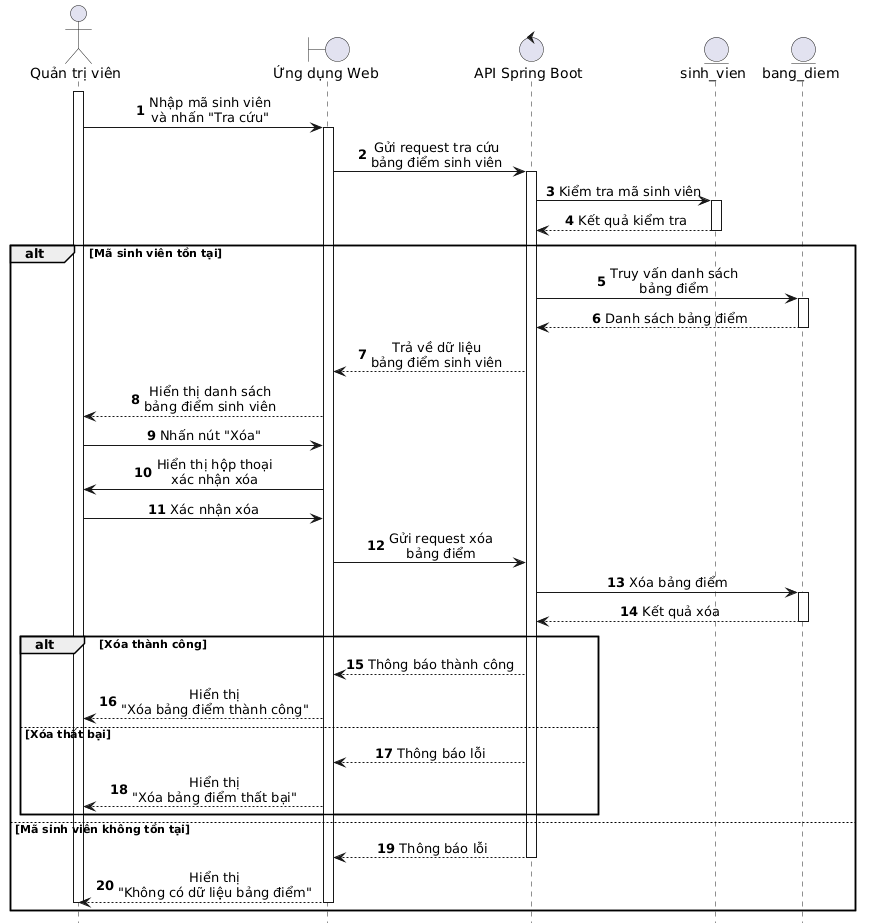 Quản trị viên
Ứng dụng Web
API Spring Boot
sinh_vien
bang_diem
1 Nhập mã sinh viên
và nhấn "Tra cứu"
2 Gửi request tra cứu
bảng điểm sinh viên
3 Kiểm tra mã sinh viên
4 Kết quả kiểm tra
alt [Mã sinh viên tồn tại]
5 Truy vấn danh sách
bảng điểm
6 Danh sách bảng điểm
7 Trả về dữ liệu
bảng điểm sinh viên
8 Hiển thị danh sách
bảng điểm sinh viên
9 Nhấn nút "Xóa"
10 Hiển thị hộp thoại
xác nhận xóa
11 Xác nhận xóa
12 Gửi request xóa
bảng điểm
13 Xóa bảng điểm
14 Kết quả xóa
alt [Xóa thành công]
15 Thông báo thành công
16 Hiển thị
"Xóa bảng điểm thành công"
[Xóa thất bại]
17 Thông báo lỗi
18 Hiển thị
"Xóa bảng điểm thất bại"
[Mã sinh viên không tồn tại]
19 Thông báo lỗi
20 Hiển thị
"Không có dữ liệu bảng điểm"